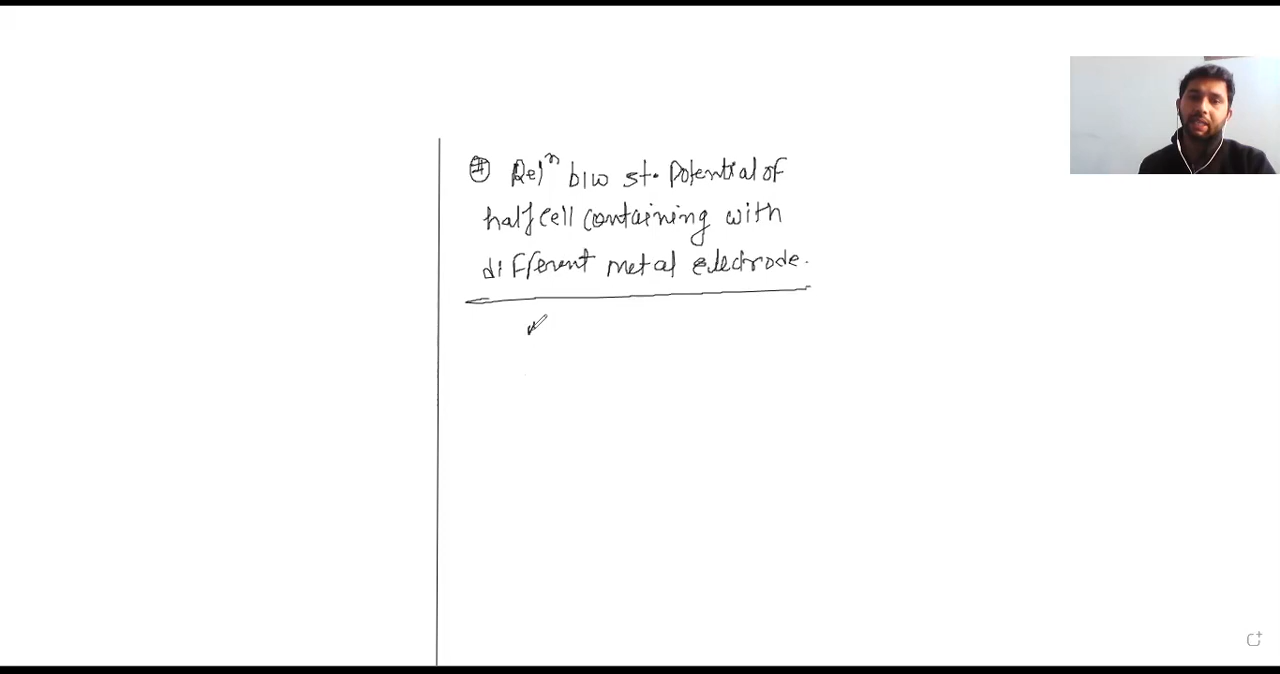 # Relⁿ b/w st. Potential of
half cell containing with
different metal electrode.